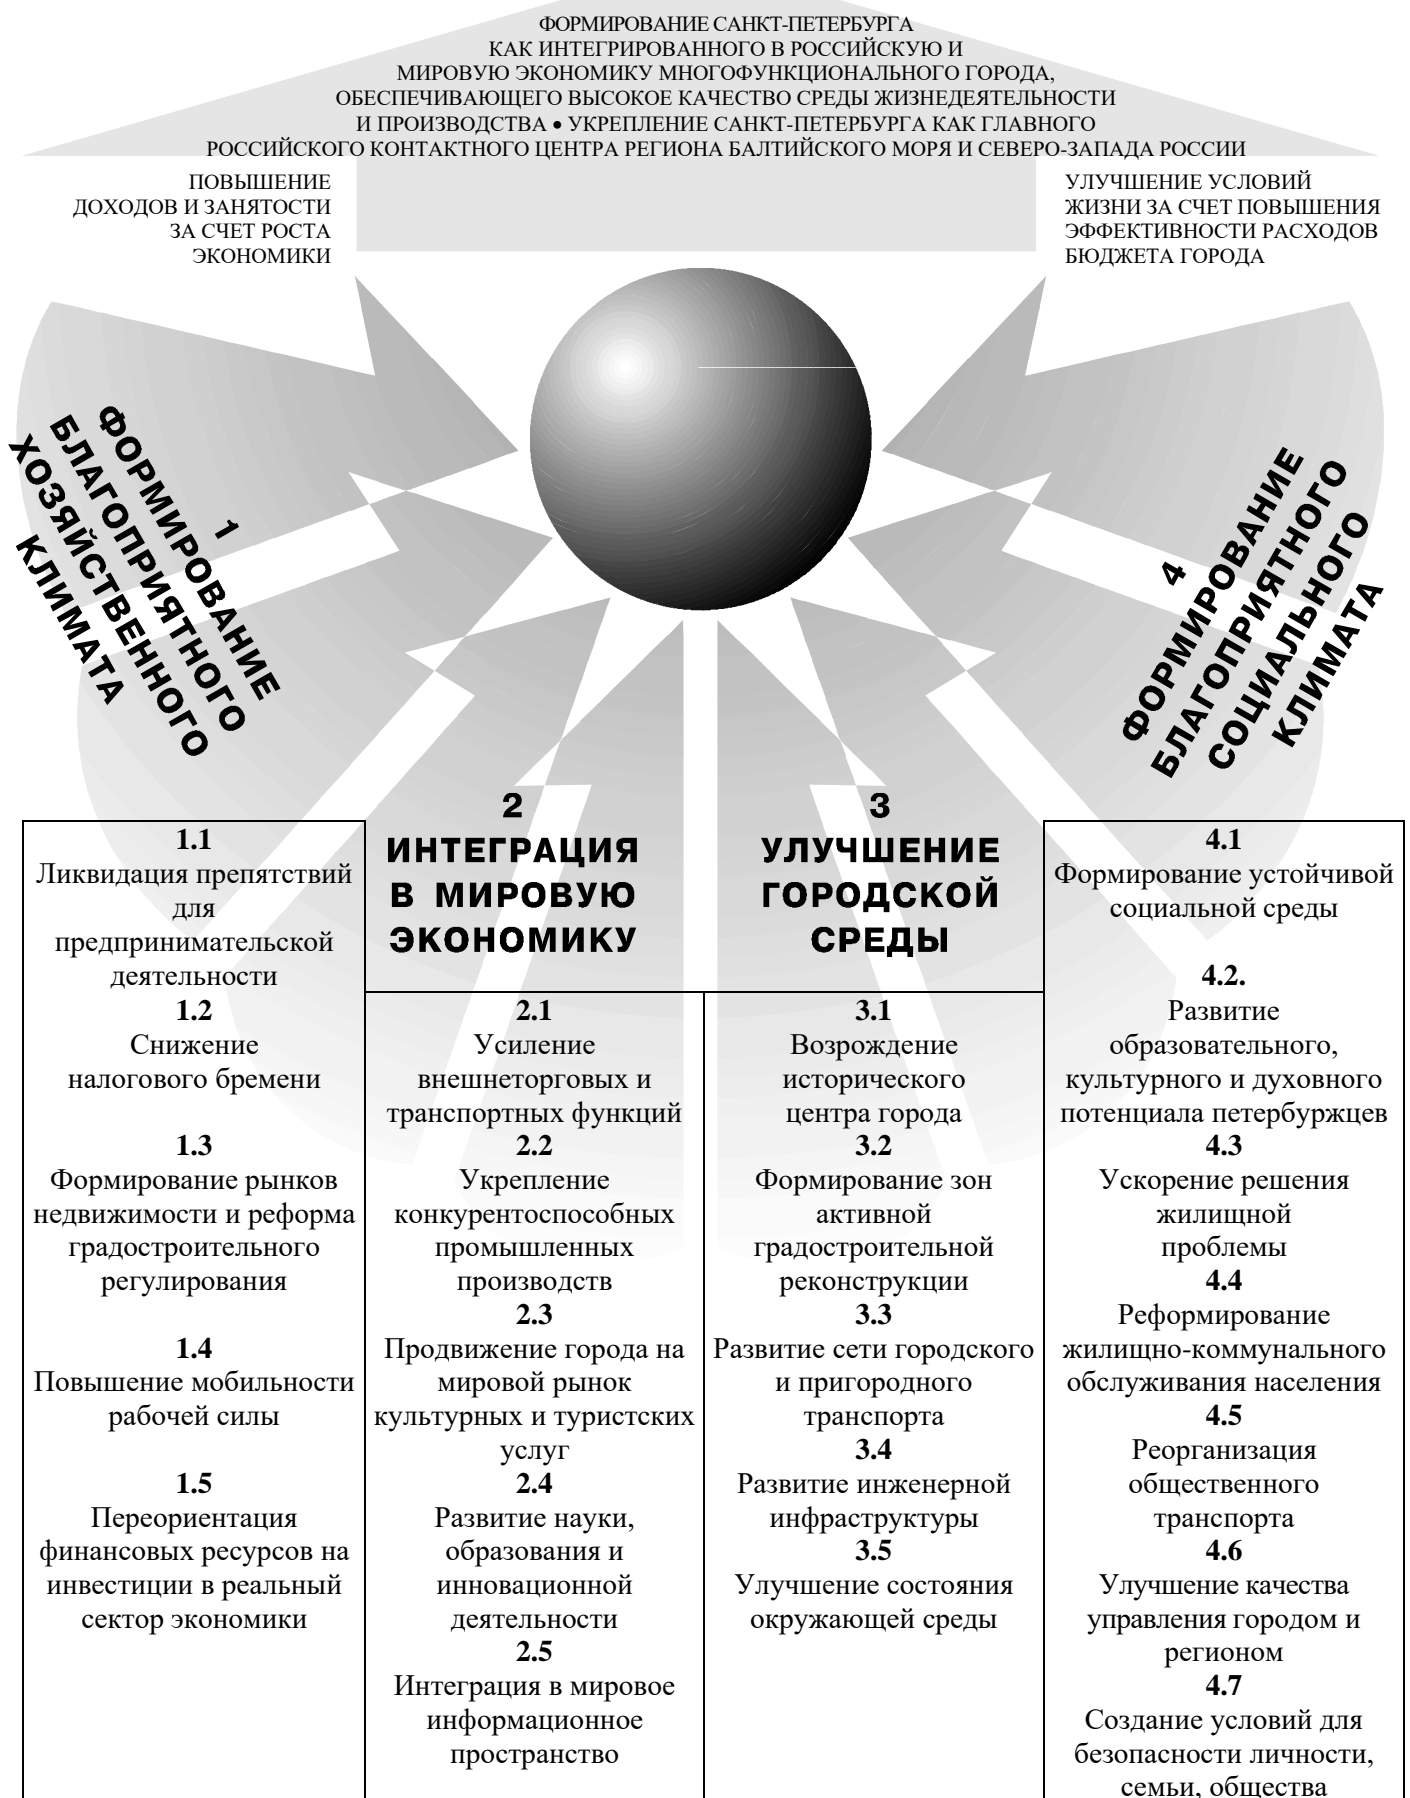 ФОРМИРОВАНИЕ САНКТ-ПЕТЕРБУРГА
КАК ИНТЕГРИРОВАННОГО В РОССИЙСКУЮ И
МИРОВУЮ ЭКОНОМИКУ МНОГОФУНКЦИОНАЛЬНОГО ГОРОДА,
ОБЕСПЕЧИВАЮЩЕГО ВЫСОКОЕ КАЧЕСТВО СРЕДЫ ЖИЗНЕДЕЯТЕЛЬНОСТИ
И ПРОИЗВОДСТВА • УКРЕПЛЕНИЕ САНКТ-ПЕТЕРБУРГА КАК ГЛАВНОГО
РОССИЙСКОГО КОНТАКТНОГО ЦЕНТРА РЕГИОНА БАЛТИЙСКОГО МОРЯ И СЕВЕРО-ЗАПАДА РОССИИ
ПОВЫШЕНИЕ
ДОХОДОВ И ЗАНЯТОСТИ
ЗА СЧЕТ РОСТА
ЭКОНОМИКИ
УЛУЧШЕНИЕ УСЛОВИЙ
ЖИЗНИ ЗА СЧЕТ ПОВЫШЕНИЯ
ЭФФЕКТИВНОСТИ РАСХОДОВ
БЮДЖЕТА ГОРОДА
1
ФОРМИРОВАНИЕ
БЛАГОПРИЯТНОГО
ХОЗЯЙСТВЕННОГО
КЛИМАТА
2
ИНТЕГРАЦИЯ
В МИРОВУЮ
ЭКОНОМИКУ
3
УЛУЧШЕНИЕ
ГОРОДСКОЙ
СРЕДЫ
4
ФОРМИРОВАНИЕ
БЛАГОПРИЯТНОГО
СОЦИАЛЬНОГО
КЛИМАТА
1.1
Ликвидация препятствий
для
предпринимательской
деятельности
1.2
Снижение
налогового бремени
1.3
Формирование рынков
недвижимости и реформа
градостроительного
регулирования
1.4
Повышение мобильности
рабочей силы
1.5
Переориентация
финансовых ресурсов на
инвестиции в реальный
сектор экономики
2.1
Усиление
внешнеторговых и
транспортных функций
2.2
Укрепление
конкурентоспособных
промышленных
производств
2.3
Продвижение города на
мировой рынок
культурных и туристских
услуг
2.4
Развитие науки,
образования и
инновационной
деятельности
2.5
Интеграция в мировое
информационное
пространство
3.1
Возрождение
исторического
центра города
3.2
Формирование зон
активной
градостроительной
реконструкции
3.3
Развитие сети городского
и пригородного
транспорта
3.4
Развитие инженерной
инфраструктуры
3.5
Улучшение состояния
окружающей среды
4.1
Формирование устойчивой
социальной среды
4.2.
Развитие
образовательного,
культурного и духовного
потенциала петербуржцев
4.3
Ускорение решения
жилищной
проблемы
4.4
Реформирование
жилищно-коммунального
обслуживания населения
4.5
Реорганизация
общественного
транспорта
4.6
Улучшение качества
управления городом и
регионом
4.7
Создание условий для
безопасности личности,
семьи, общества